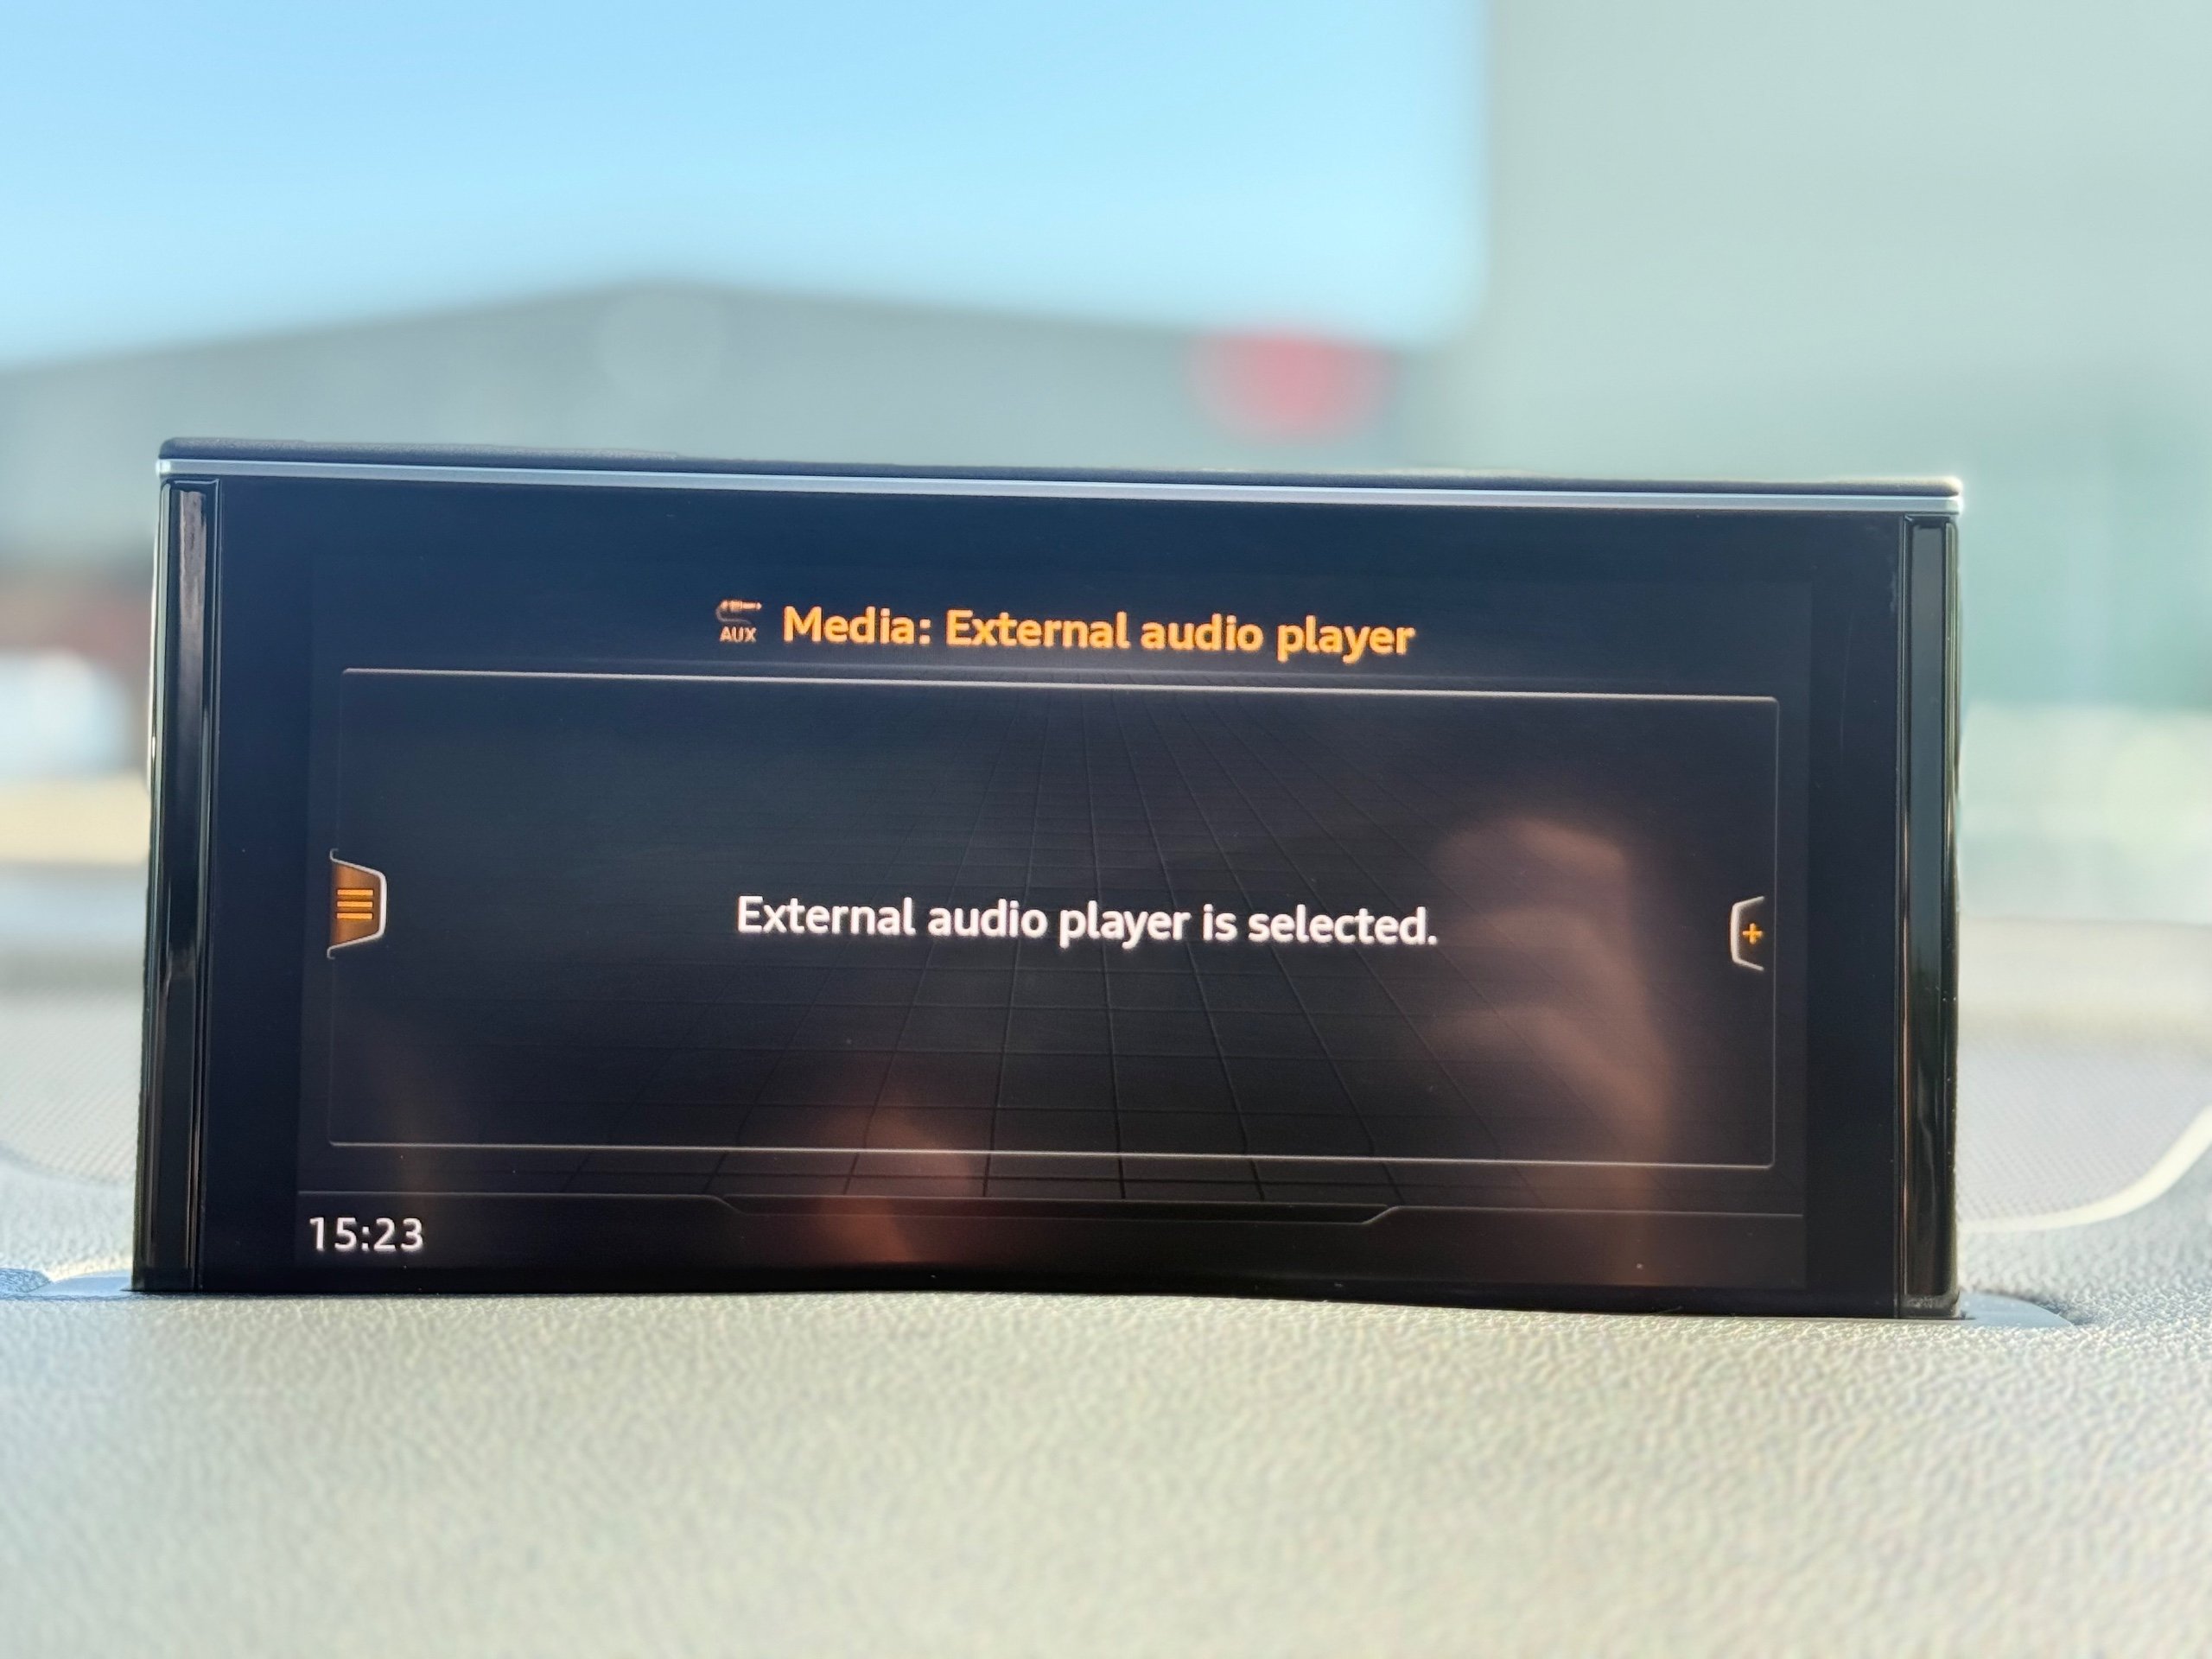 AUX Media: External audio player
External audio player is selected.
15:23